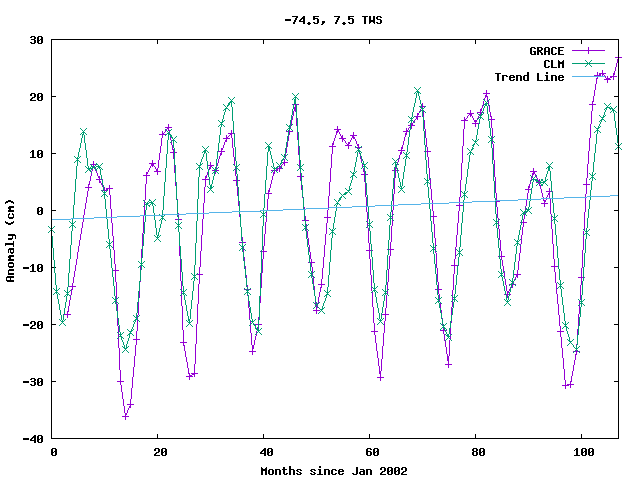 -74.5, 7.5 TWS
GRACE
CLM
Trend Line
30
20
10
0
-10
-20
-30
-40
Anomaly (cm)
0 20 40 60 80 100
Months since Jan 2002